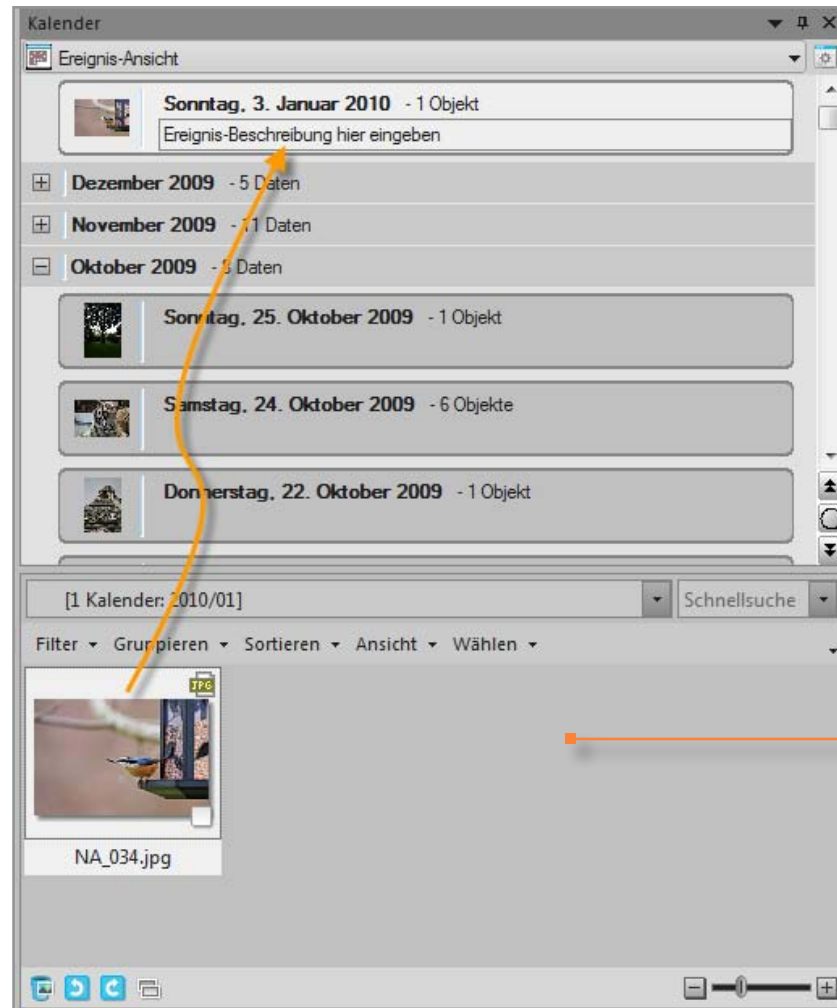 Kalender
Ereignis-Ansicht
Sonntag, 3. Januar 2010 - 1 Objekt
Ereignis-Beschreibung hier eingeben
Dezember 2009 - 5 Daten
November 2009 - 11 Daten
Oktober 2009 - 8 Daten
Sonntag, 25. Oktober 2009 - 1 Objekt
Samstag, 24. Oktober 2009 - 6 Objekte
Donnerstag, 22. Oktober 2009 - 1 Objekt
[1 Kalender: 2010/01]
Schnellsuche
Filter Gruppieren Sortieren Ansicht Wählen
JPG
NA_034.jpg